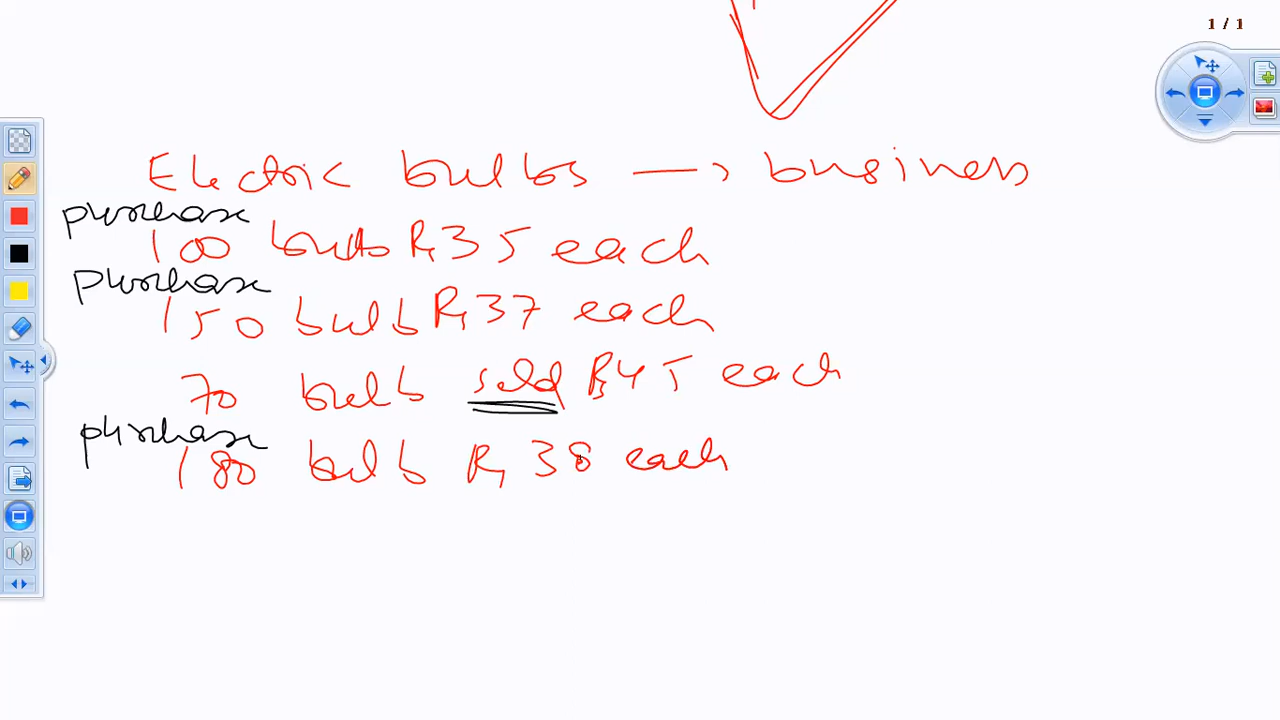 1 / 1
Electric bulbs → business
purchase
100 bulbs Rs 35 each
purchase
150 bulb Rs 37 each
70 bulb sold Rs 45 each
purchase
180 bulb Rs 38 each